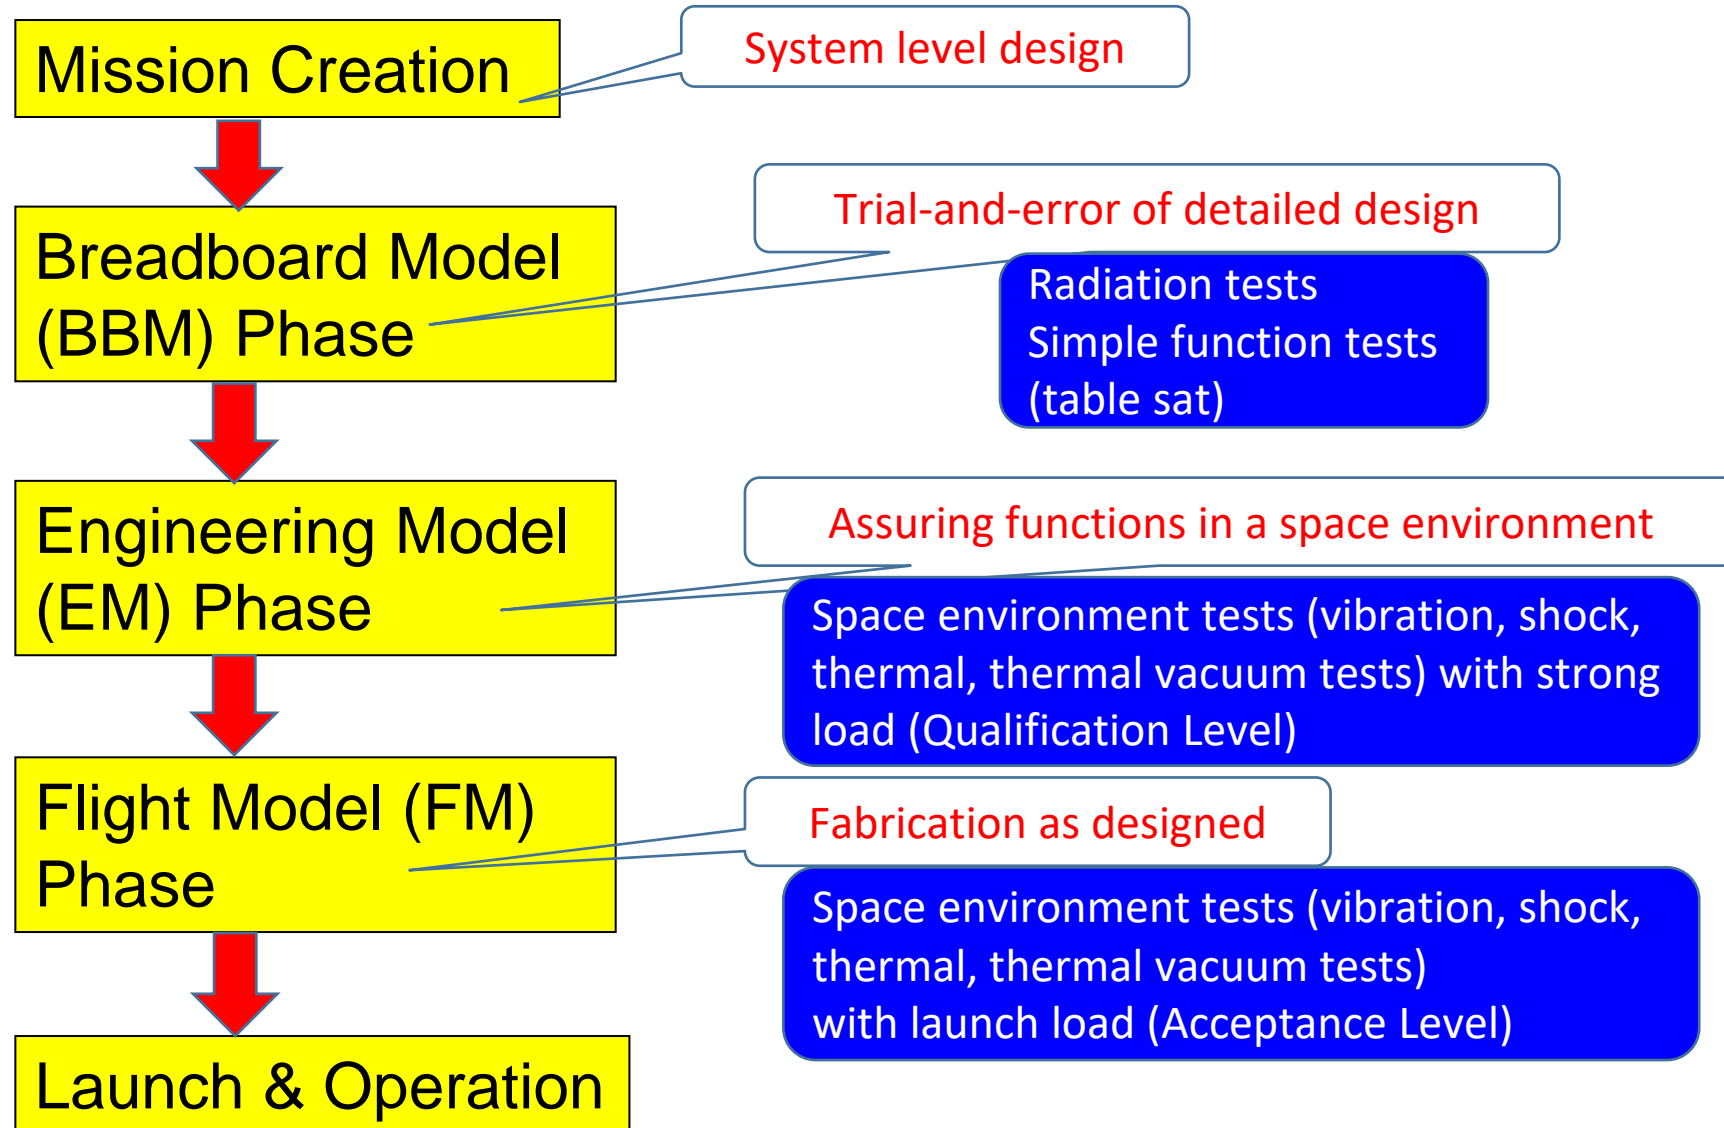 Mission Creation
System level design
Breadboard Model
(BBM) Phase
Trial-and-error of detailed design
Radiation tests
Simple function tests
(table sat)
Engineering Model
(EM) Phase
Assuring functions in a space environment
Space environment tests (vibration, shock,
thermal, thermal vacuum tests) with strong
load (Qualification Level)
Flight Model (FM)
Phase
Fabrication as designed
Space environment tests (vibration, shock,
thermal, thermal vacuum tests)
with launch load (Acceptance Level)
Launch & Operation